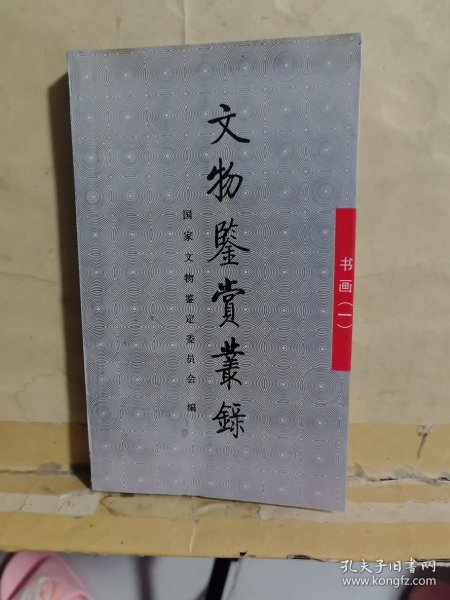 文物鑒賞叢錄
国家文物鉴定委员会 编
书画(一)
孔夫子旧书网
www.kongfz.com